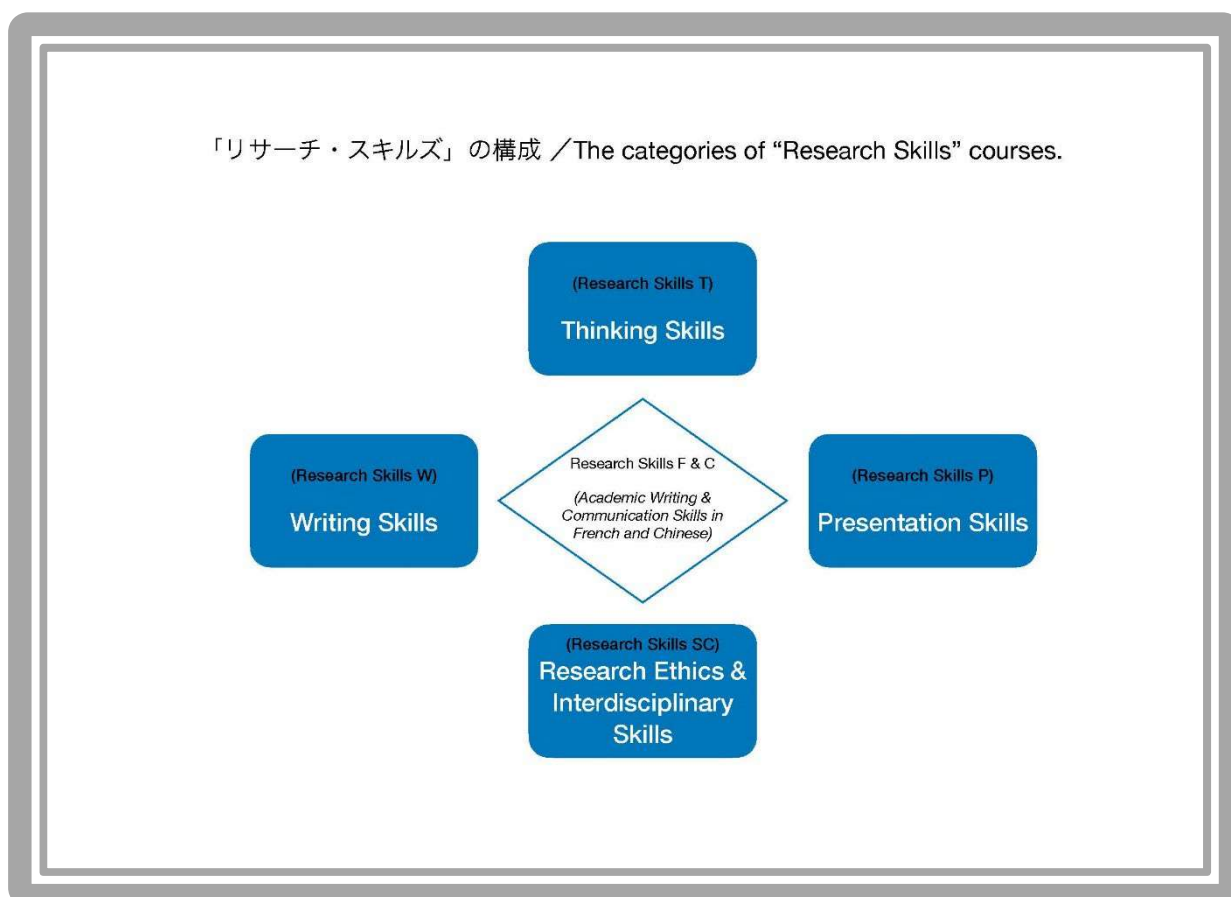 「リサーチ・スキルズ」の構成 ／The categories of “Research Skills” courses.
(Research Skills T)
Thinking Skills
(Research Skills W)
Writing Skills
Research Skills F & C
(Academic Writing &
Communication Skills in
French and Chinese)
(Research Skills P)
Presentation Skills
(Research Skills SC)
Research Ethics &
Interdisciplinary
Skills